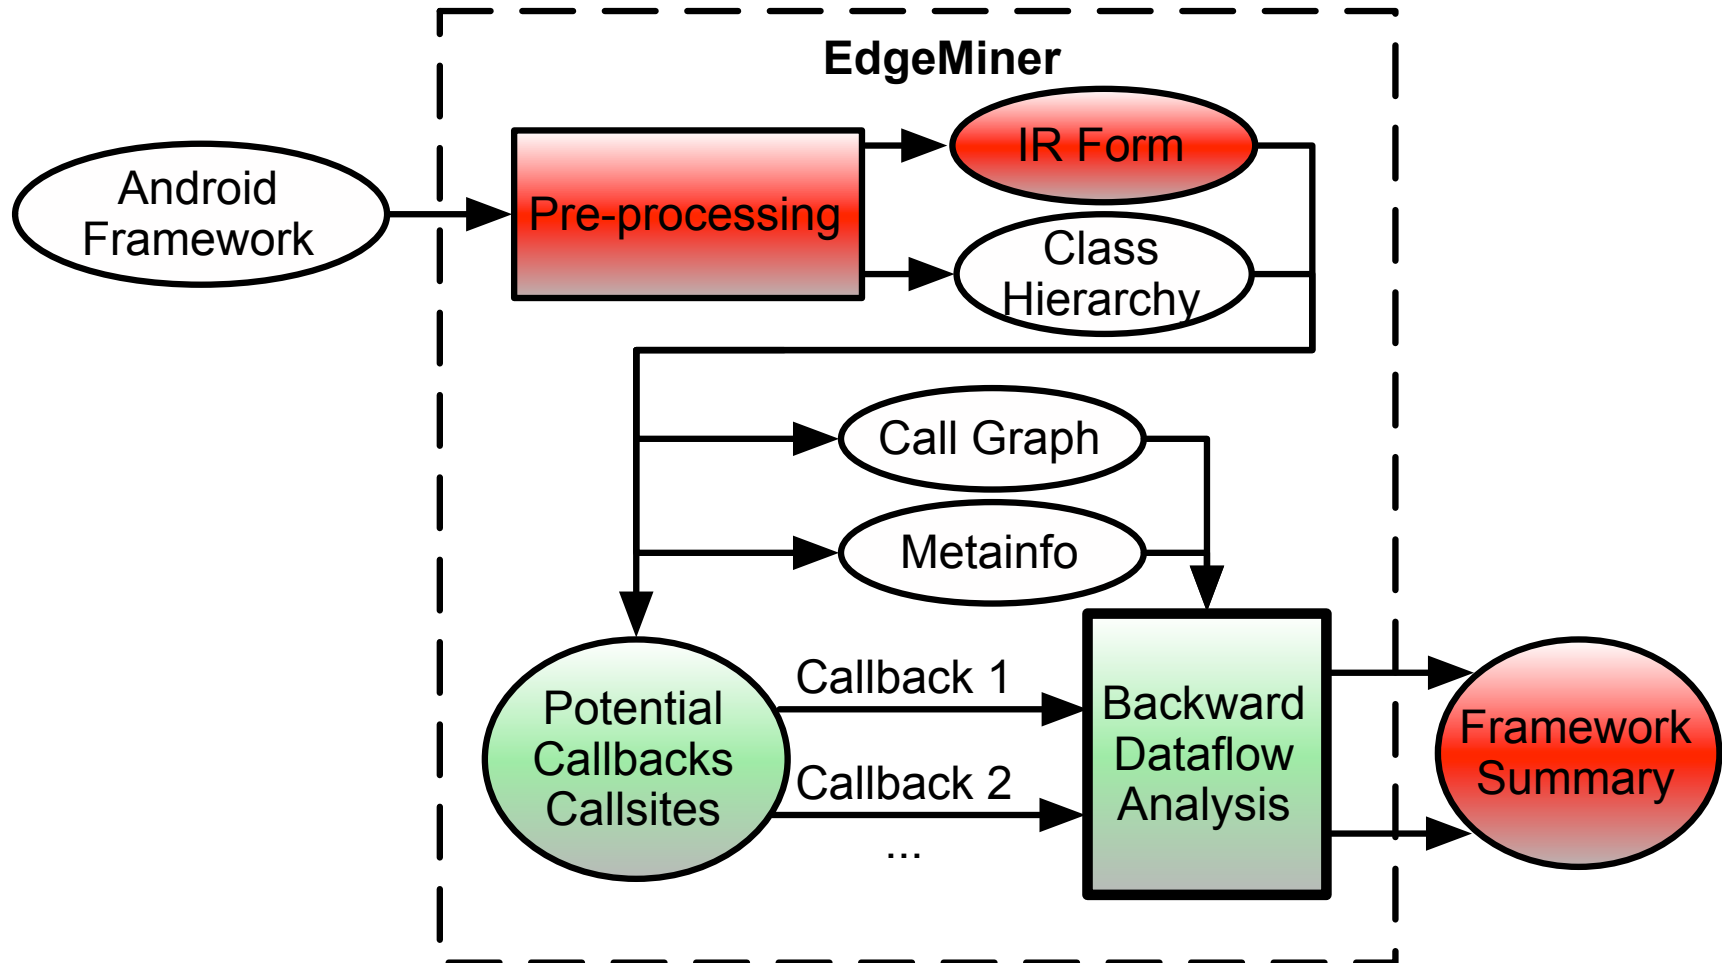 EdgeMiner
Android
Framework
Pre-processing
IR Form
Class
Hierarchy
Call Graph
Metainfo
Potential
Callbacks
Callsites
Callback 1
Callback 2
...
Backward
Dataflow
Analysis
Framework
Summary